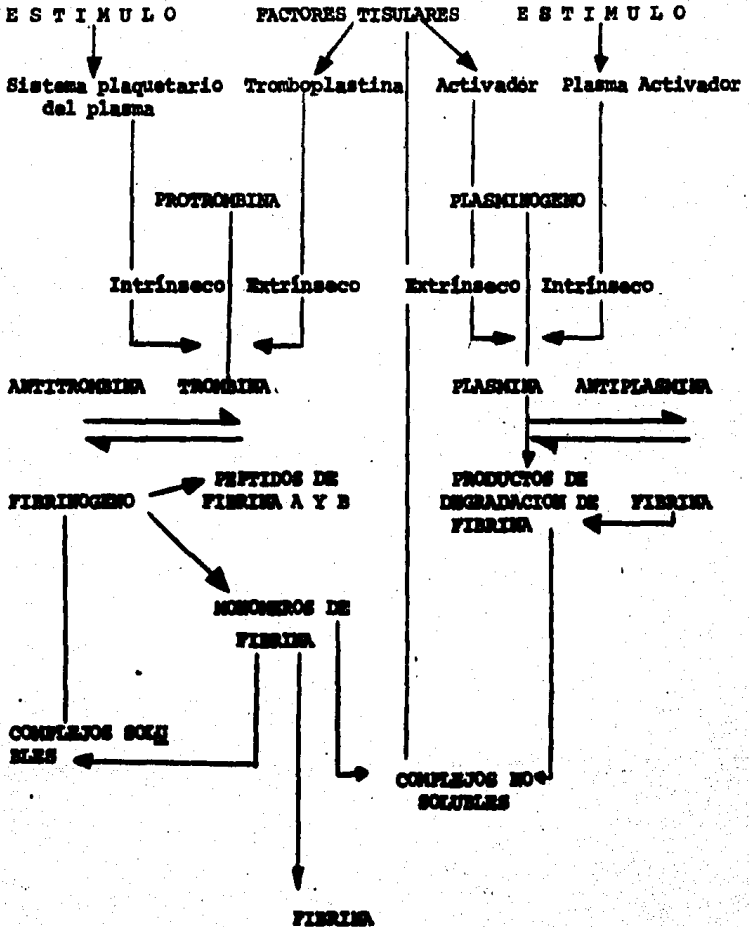 E S T I M U L O FACTORES TISULARES E S T I M U L O
Sistema plaquetario Tromboplastina Activador Plasma Activador
del plasma
PROTROMBINA PLASMINOGENO
Intrínseco Extrínseco Extrínseco Intrínseco
ANTITROMBINA TROMBINA PLASMINA ANTIPLASMINA
PEPTIDOS DE PRODUCTOS DE
FIBRINOGENO FIBRINA A Y B DEGRADACION DE FIBRINA
FIBRINA
MONOMEROS DE
FIBRINA
COMPLEJOS SOLU
BLES
COMPLEJOS NO
SOLUBLES
FIBRINA